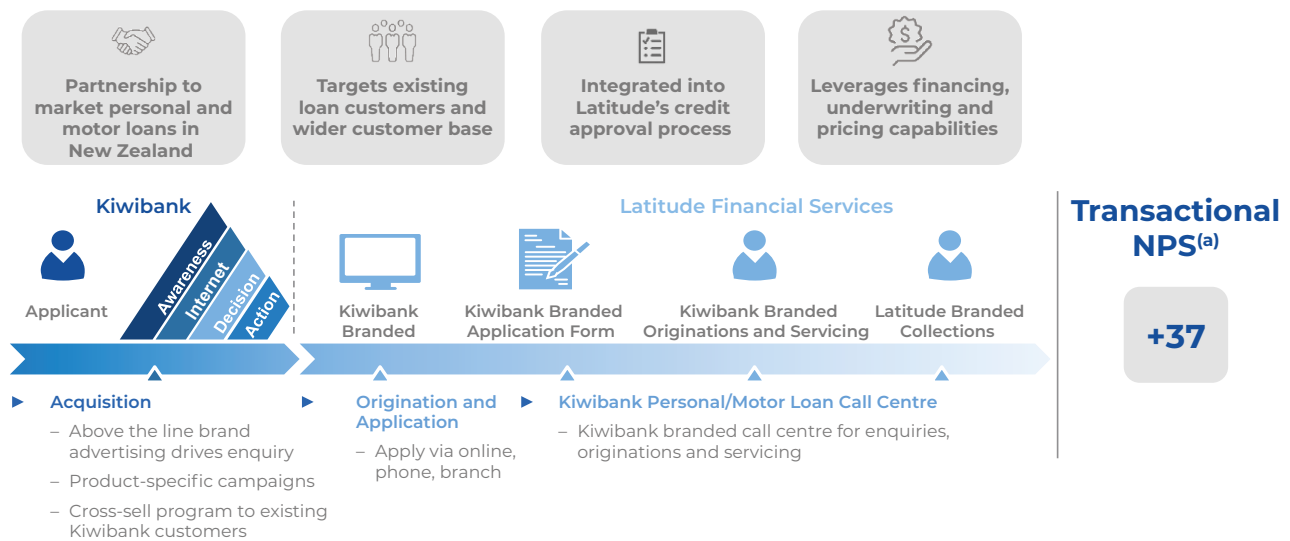 Partnership to
market personal and
motor loans in
New Zealand
Targets existing
loan customers and
wider customer base
Integrated into
Latitude's credit
approval process
Leverages financing,
underwriting and
pricing capabilities
Kiwibank
Applicant
Awareness
Internet
Decision
Action
Latitude Financial Services
Kiwibank
Branded
Kiwibank Branded
Application Form
Kiwibank Branded
Originations and Servicing
Latitude Branded
Collections
Transactional
NPS(a)
+37
► Acquisition
– Above the line brand
advertising drives enquiry
– Product-specific campaigns
– Cross-sell program to existing
Kiwibank customers
► Origination and
Application
– Apply via online,
phone, branch
► Kiwibank Personal/Motor Loan Call Centre
– Kiwibank branded call centre for enquiries,
originations and servicing